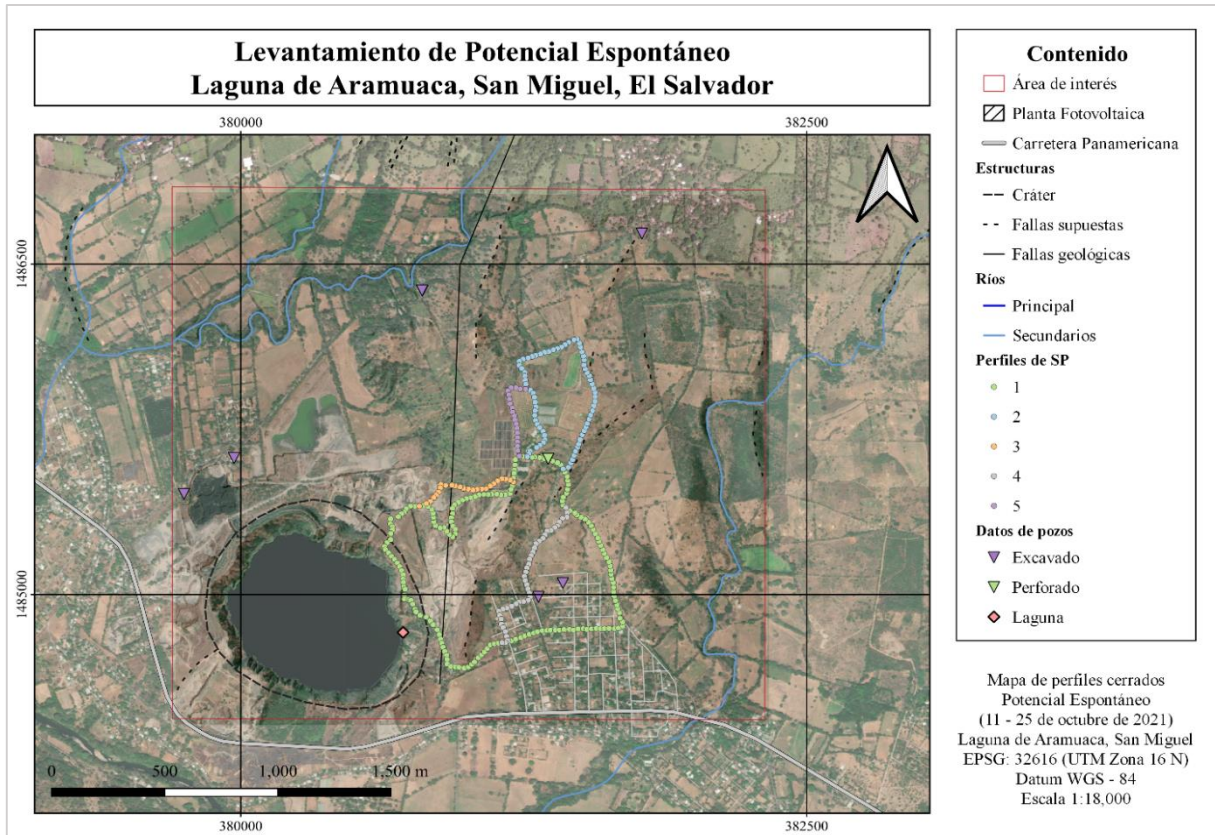 Levantamiento de Potencial Espontáneo
Laguna de Aramuaca, San Miguel, El Salvador
380000
382500
1486500
1485000
0
500
1,000
1,500 m
380000
382500
Contenido
Área de interés
Planta Fotovoltaica
Carretera Panamericana
Estructuras
Cráter
Fallas supuestas
Fallas geológicas
Ríos
Principal
Secundarios
Perfiles de SP
1
2
3
4
5
Datos de pozos
Excavado
Perforado
Laguna
Mapa de perfiles cerrados
Potencial Espontáneo
(11 - 25 de octubre de 2021)
Laguna de Aramuaca, San Miguel
EPSG: 32616 (UTM Zona 16 N)
Datum WGS - 84
Escala 1:18,000